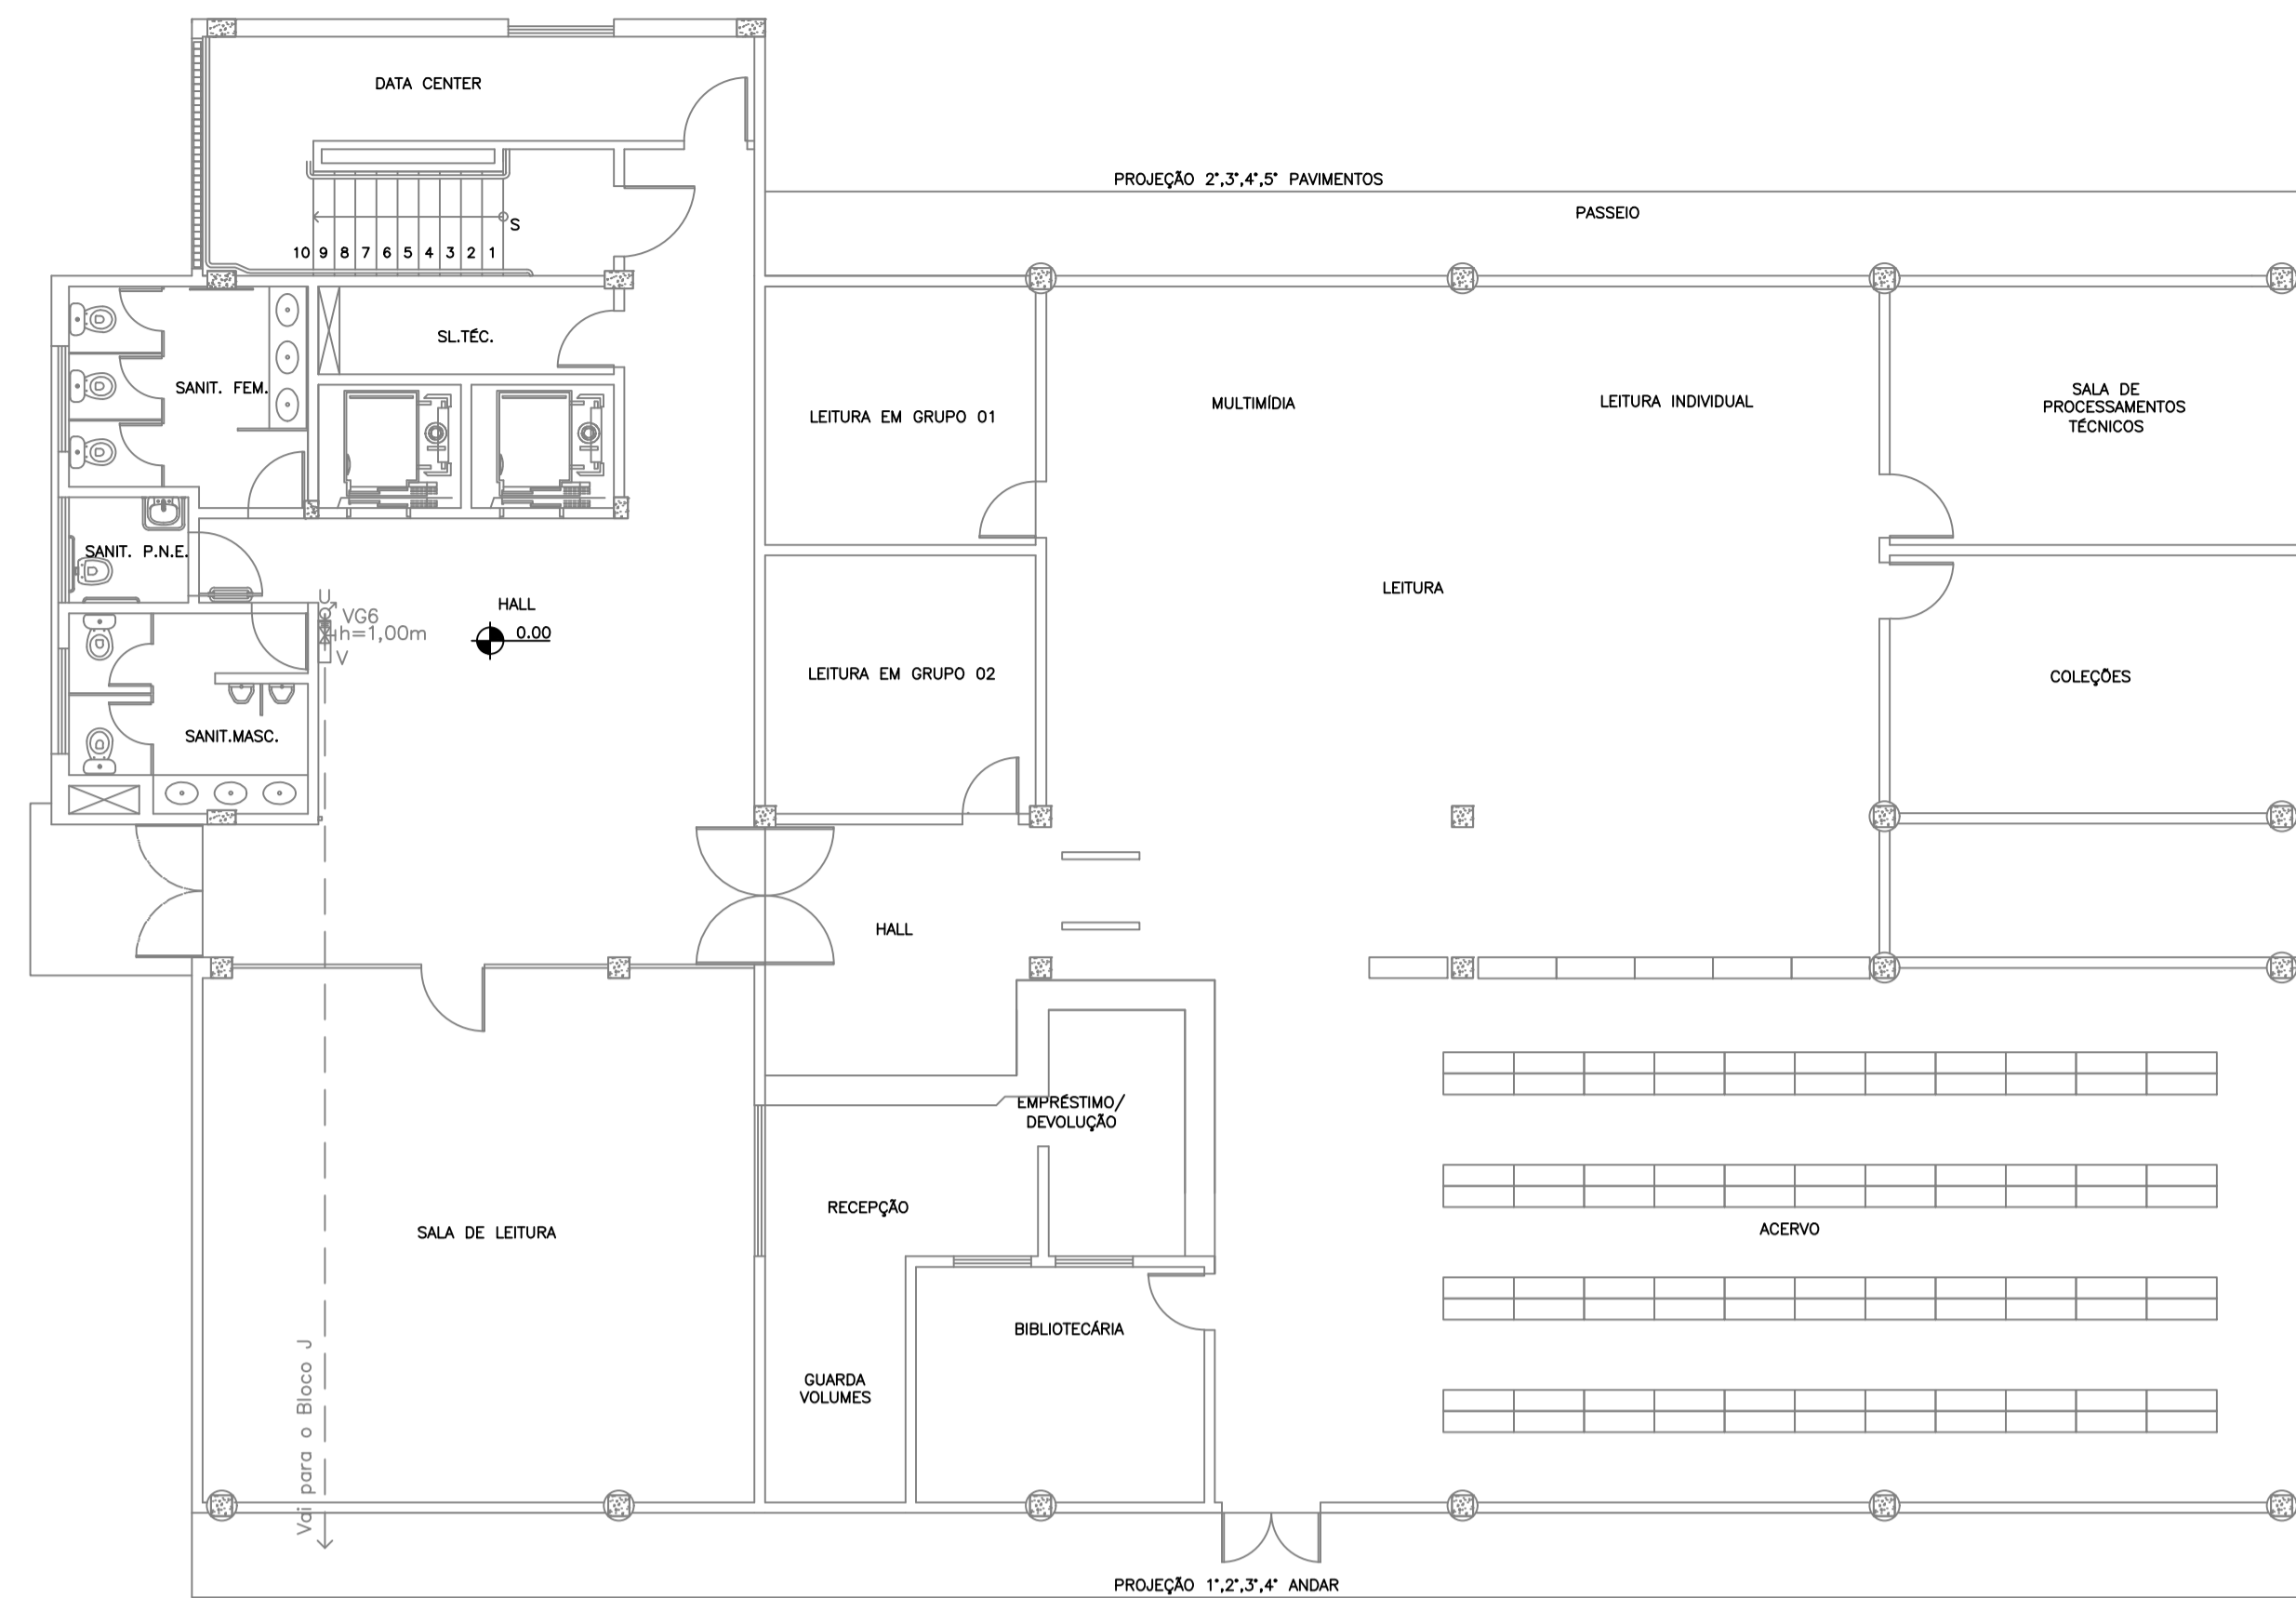 DATA CENTER
PROJEÇÃO 2°,3°,4°,5° PAVIMENTOS
PASSEIO
S
10 9 8 7 6 5 4 3 2 1
SL.TÉC.
SANIT. FEM.
LEITURA EM GRUPO 01
MULTIMÍDIA
LEITURA INDIVIDUAL
SALA DE
PROCESSAMENTOS
TÉCNICOS
SANIT. P.N.E.
LEITURA
U
VG6
h=1,00m
V
HALL
0.00
LEITURA EM GRUPO 02
COLEÇÕES
SANIT.MASC.
HALL
EMPRÉSTIMO/
DEVOLUÇÃO
RECEPÇÃO
SALA DE LEITURA
ACERVO
BIBLIOTECÁRIA
GUARDA
VOLUMES
Vai para o Bloco J
PROJEÇÃO 1°,2°,3°,4° ANDAR